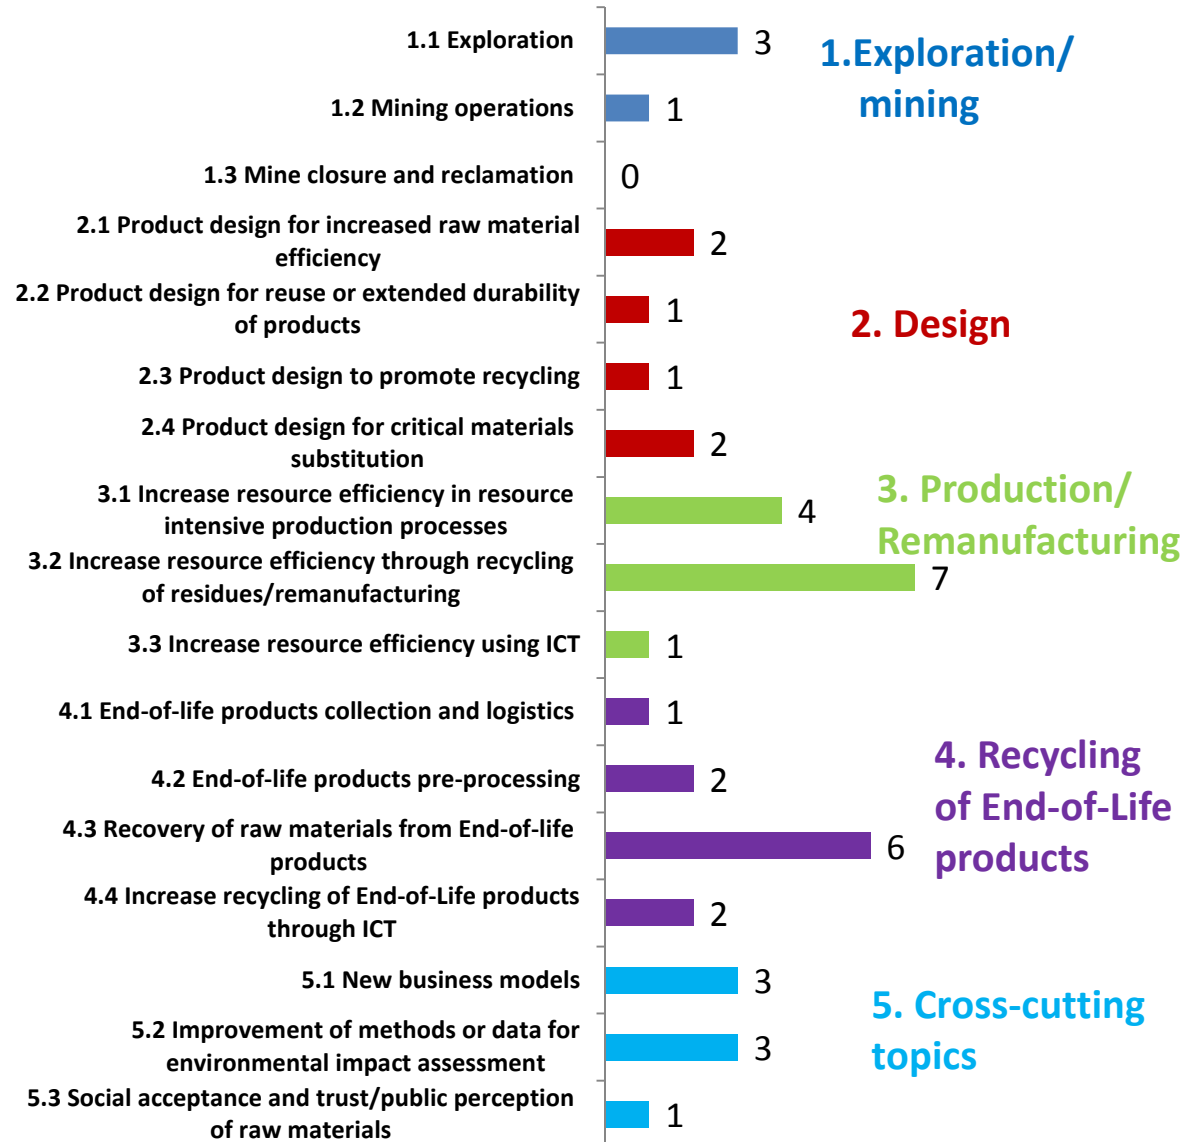 1.1 Exploration
3
1.Exploration/
mining
1.2 Mining operations
1
1.3 Mine closure and reclamation
0
2.1 Product design for increased raw material
efficiency
2
2.2 Product design for reuse or extended durability
of products
1
2. Design
2.3 Product design to promote recycling
1
2.4 Product design for critical materials
substitution
2
3.1 Increase resource efficiency in resource
intensive production processes
4
3. Production/
Remanufacturing
3.2 Increase resource efficiency through recycling
of residues/remanufacturing
7
3.3 Increase resource efficiency using ICT
1
4.1 End-of-life products collection and logistics
1
4.2 End-of-life products pre-processing
2
4. Recycling
of End-of-Life
products
4.3 Recovery of raw materials from End-of-life
products
6
4.4 Increase recycling of End-of-Life products
through ICT
2
5.1 New business models
3
5. Cross-cutting
topics
5.2 Improvement of methods or data for
environmental impact assessment
3
5.3 Social acceptance and trust/public perception
of raw materials
1